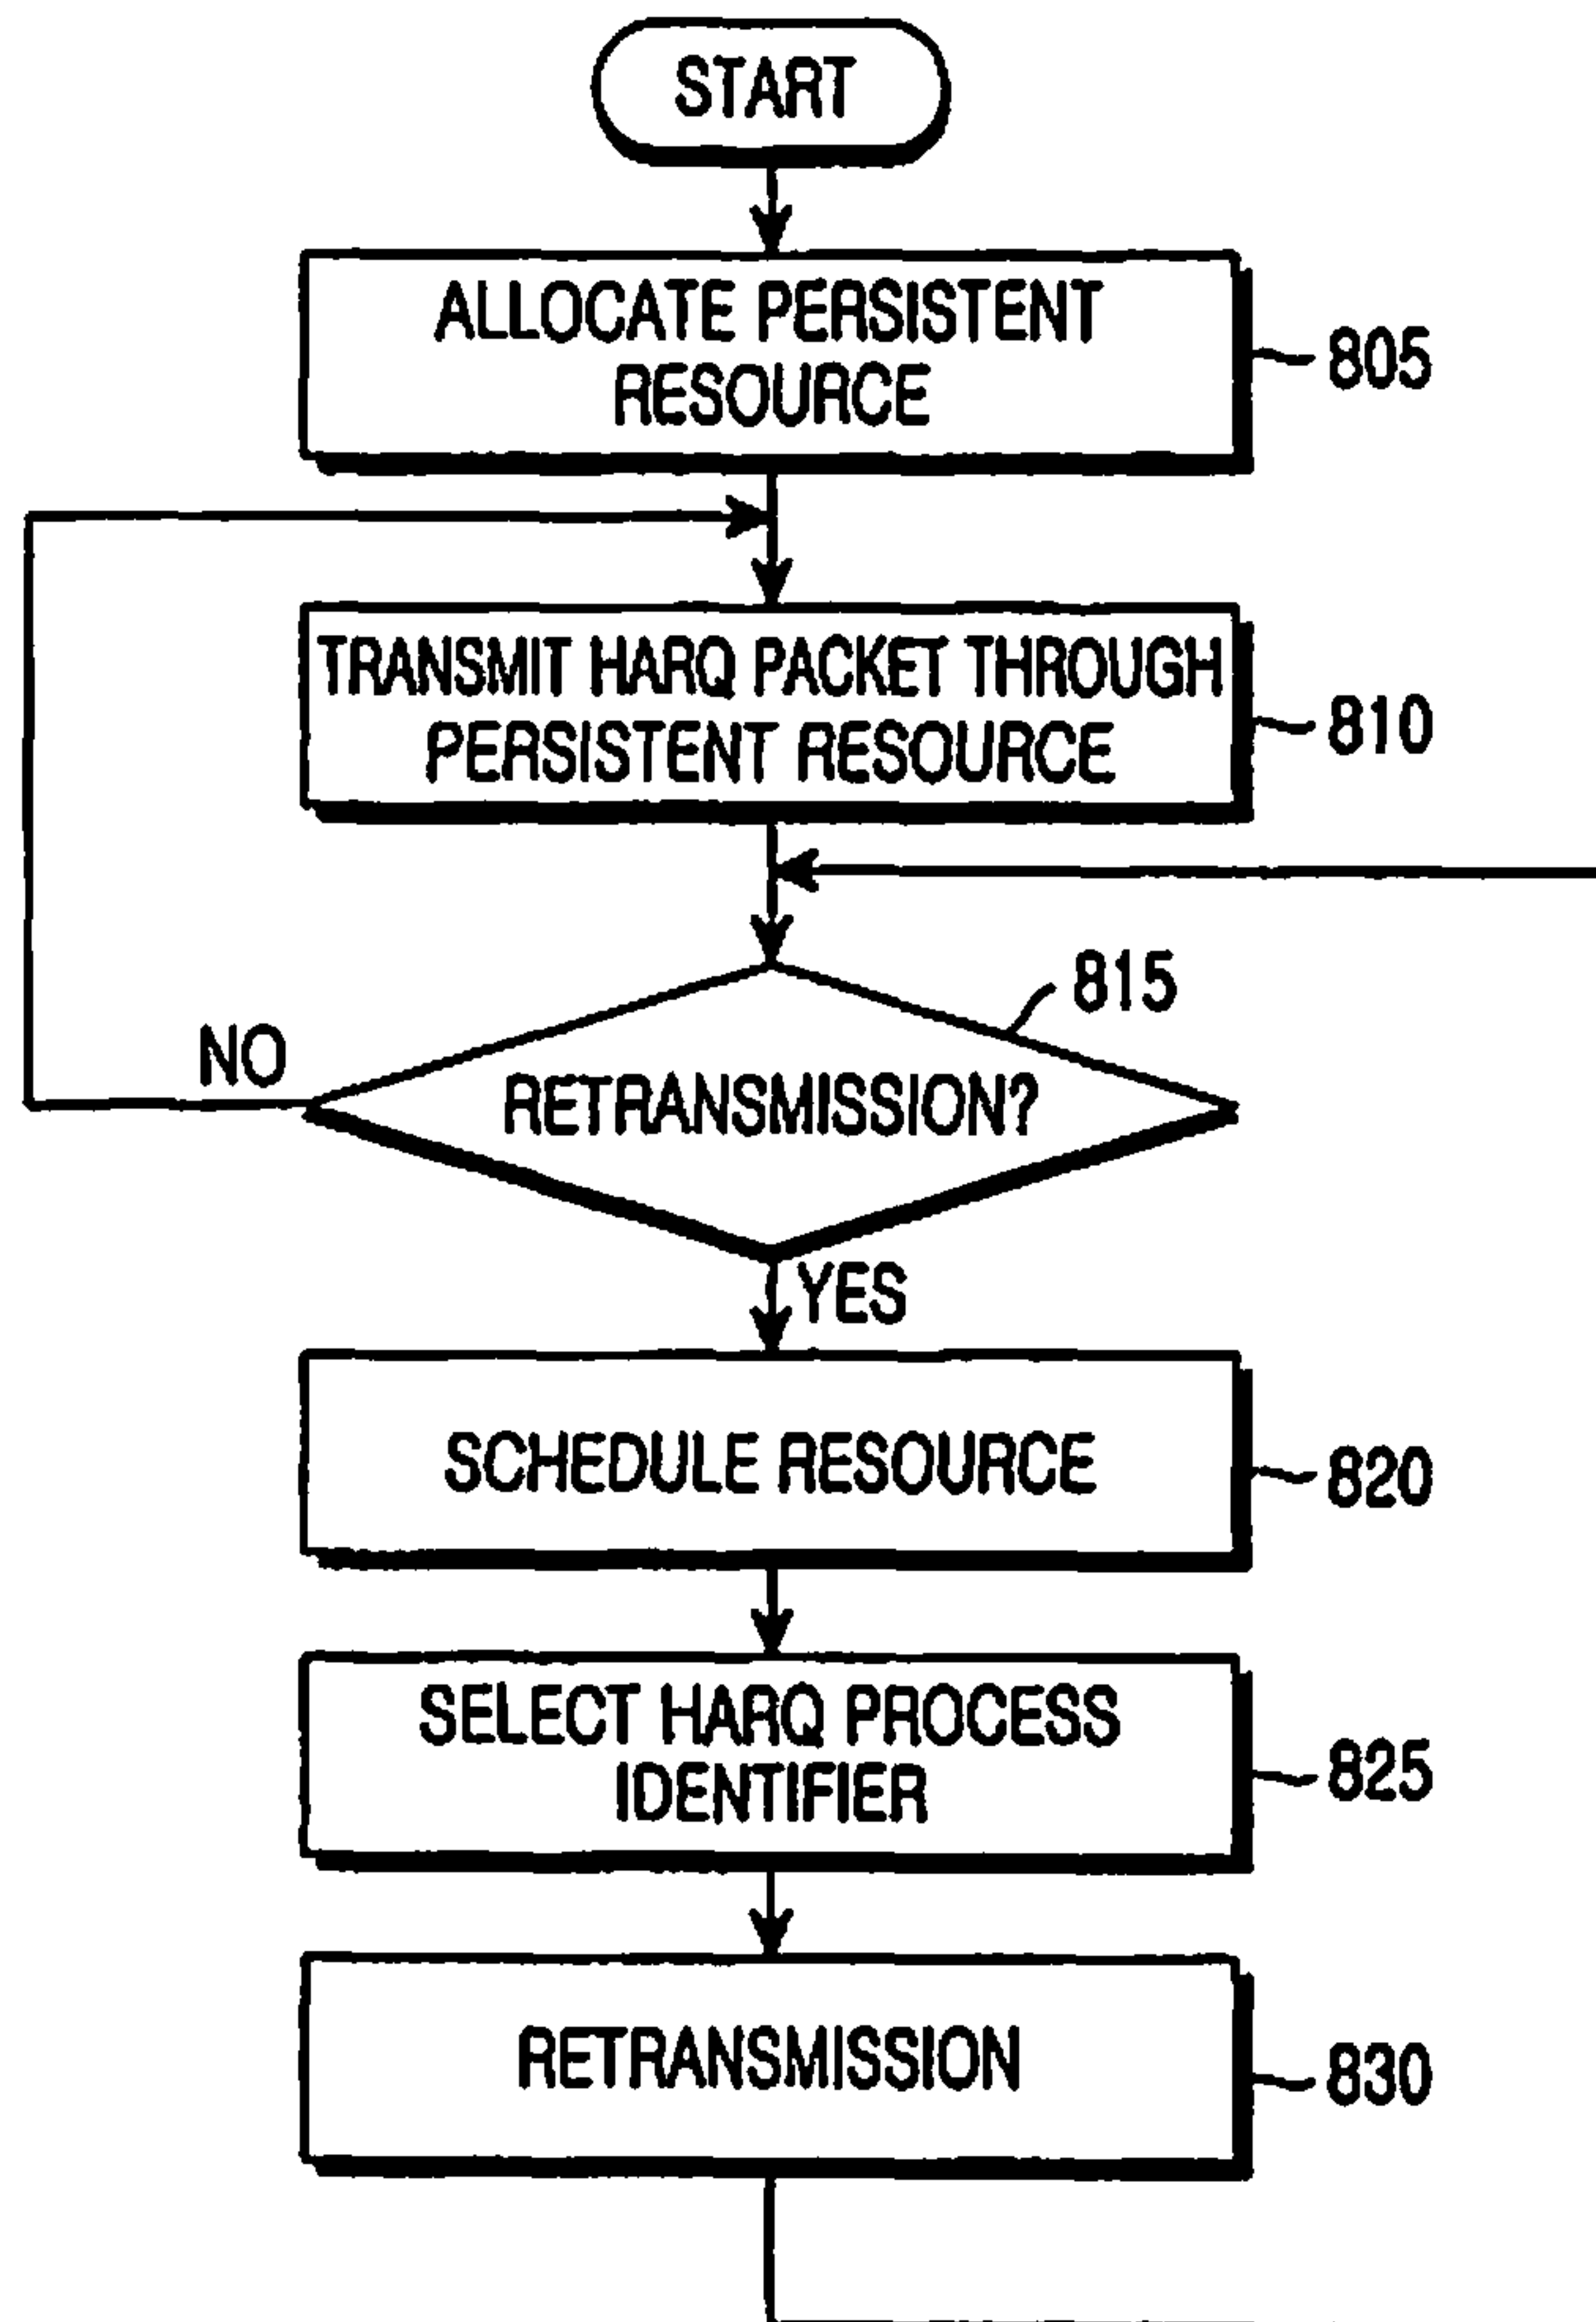 START
ALLOCATE PERSISTENT
RESOURCE
805
TRANSMIT HARQ PACKET THROUGH
PERSISTENT RESOURCE
810
815
NO
RETRANSMISSION?
YES
SCHEDULE RESOURCE
820
SELECT HARQ PROCESS
IDENTIFIER
825
RETRANSMISSION
830